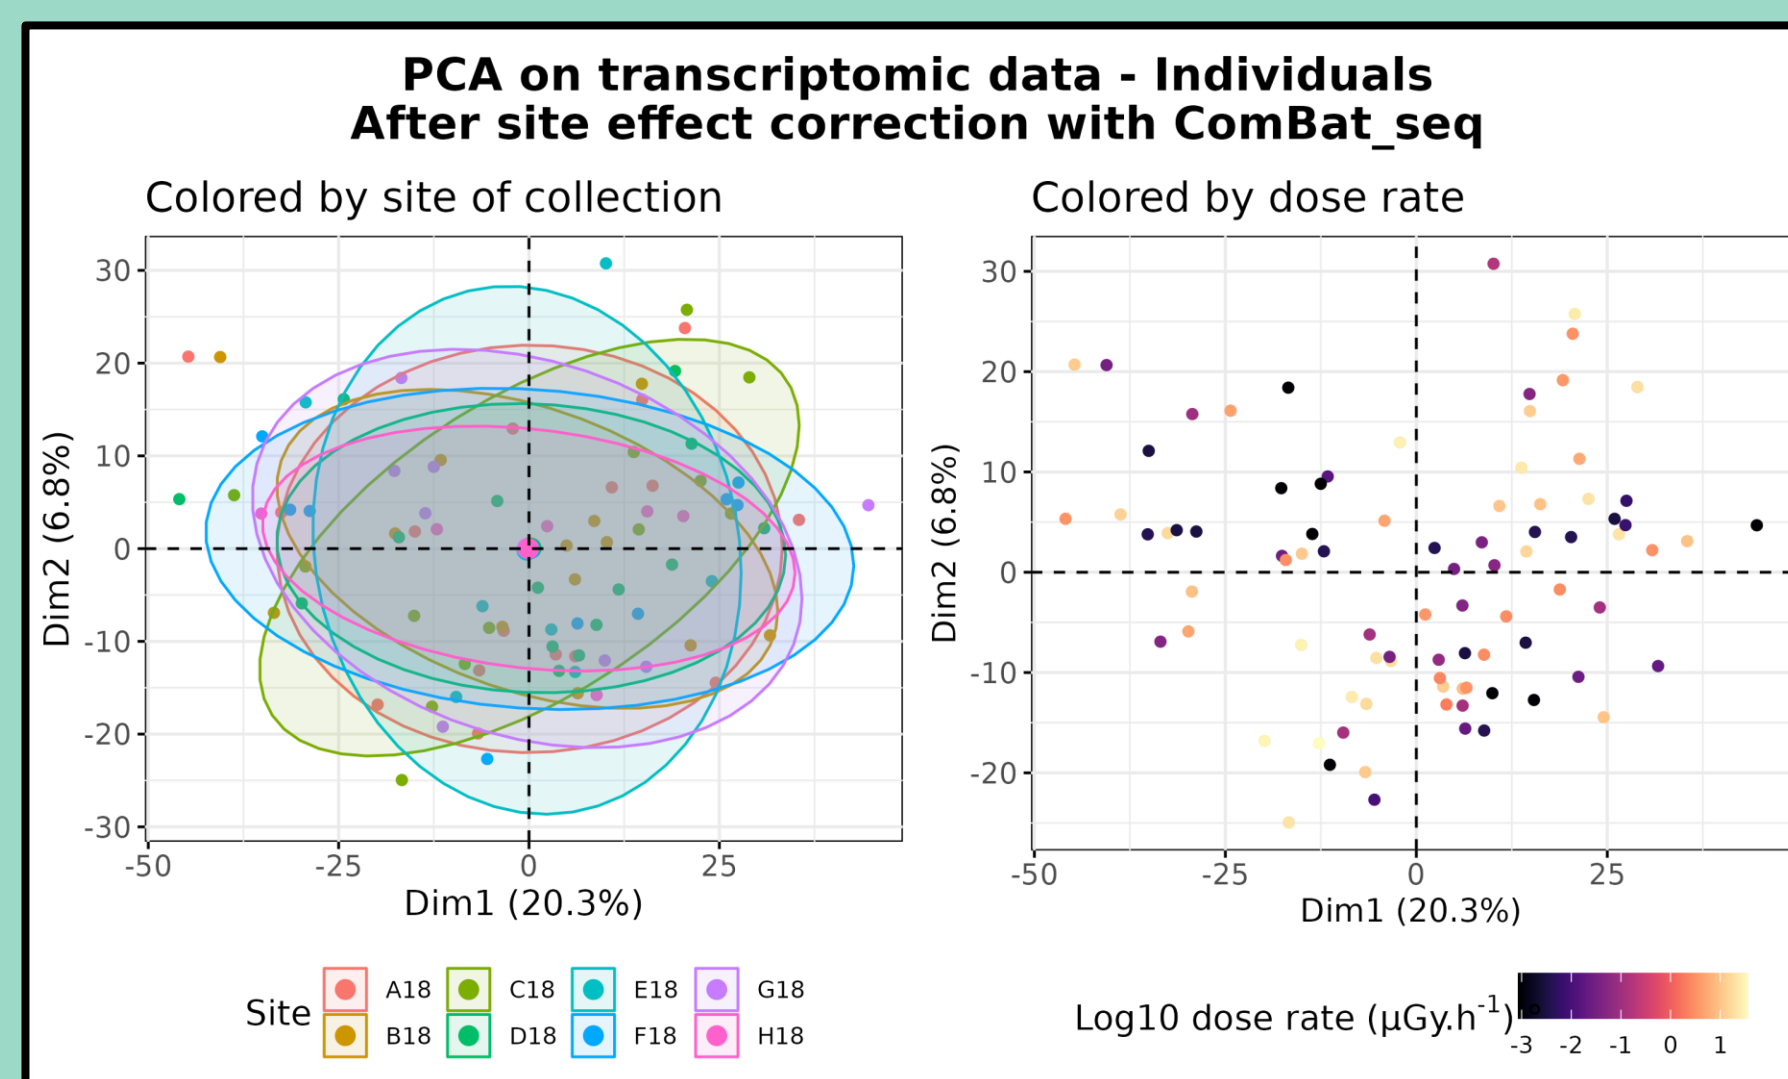 PCA on transcriptomic data - Individuals
After site effect correction with ComBat_seq
Colored by site of collection
Colored by dose rate
30
20
10
0
-10
-20
-30
Dim2 (6.8%)
-50
-25
0
25
Dim1 (20.3%)
30
20
10
0
-10
-20
Dim2 (6.8%)
-50
-25
0
25
Dim1 (20.3%)
Site
A18
C18
E18
G18
B18
D18
F18
H18
Log10 dose rate (µGy.h-1)
-3
-2
-1
0
1